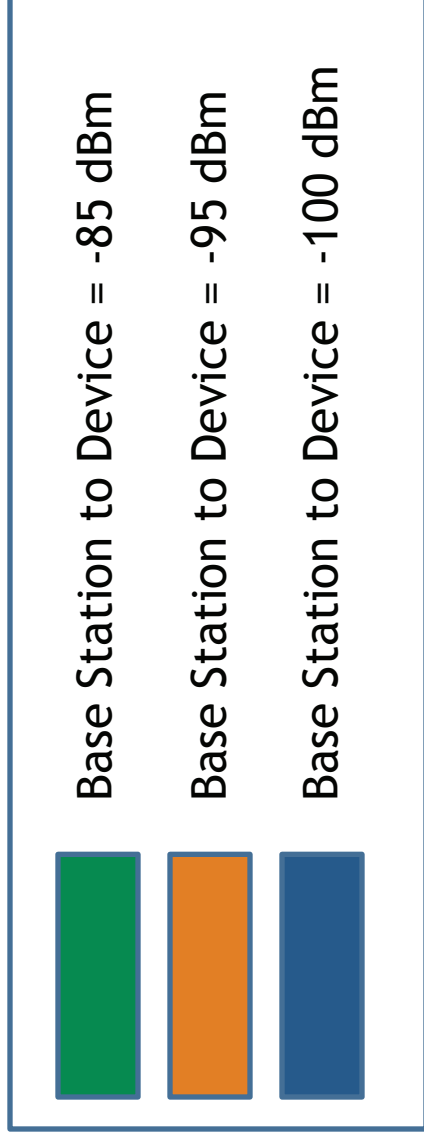 Base Station to Device = -85 dBm
Base Station to Device = -95 dBm
Base Station to Device = -100 dBm